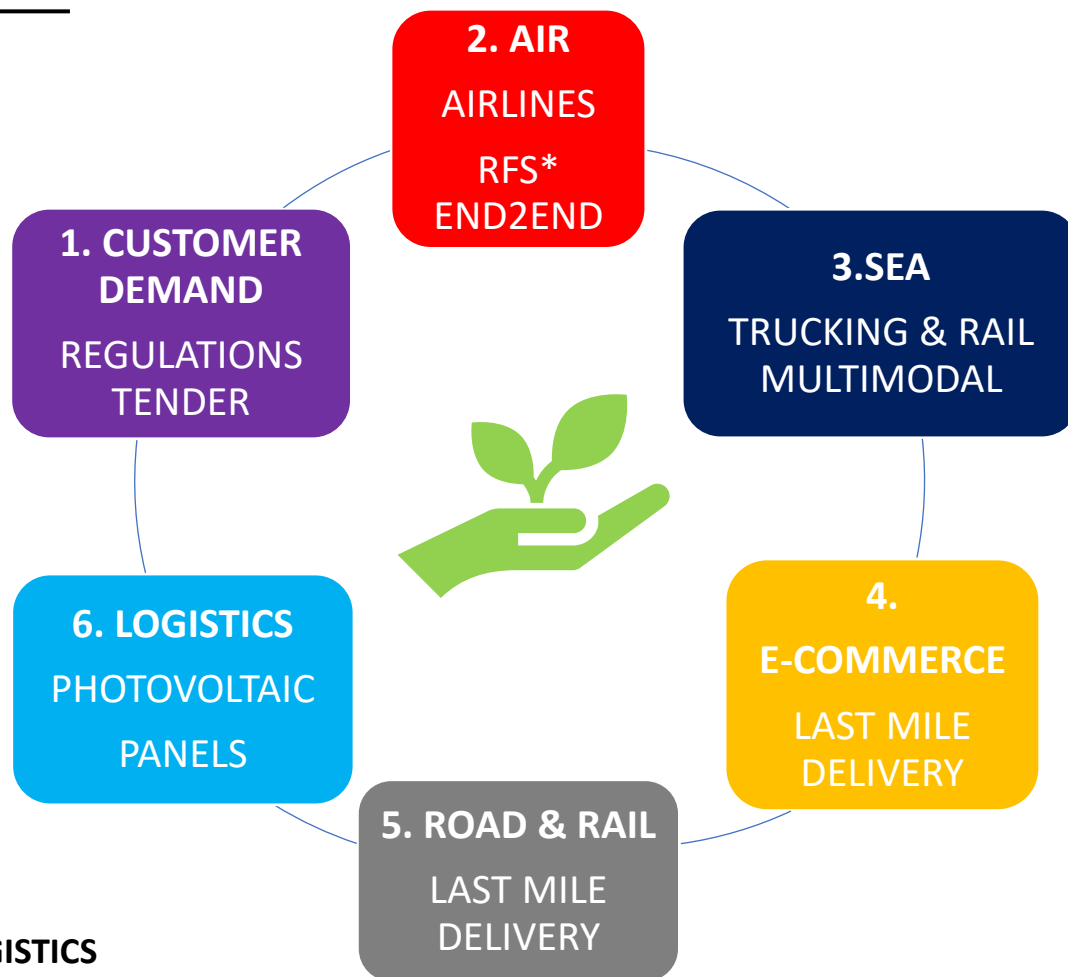 2. AIR
AIRLINES
RFS*
END2END
1. CUSTOMER
DEMAND
REGULATIONS
TENDER
3.SEA
TRUCKING & RAIL
MULTIMODAL
4.
E-COMMERCE
LAST MILE
DELIVERY
6. LOGISTICS
PHOTOVOLTAIC
PANELS
5. ROAD & RAIL
LAST MILE
DELIVERY
GISTICS